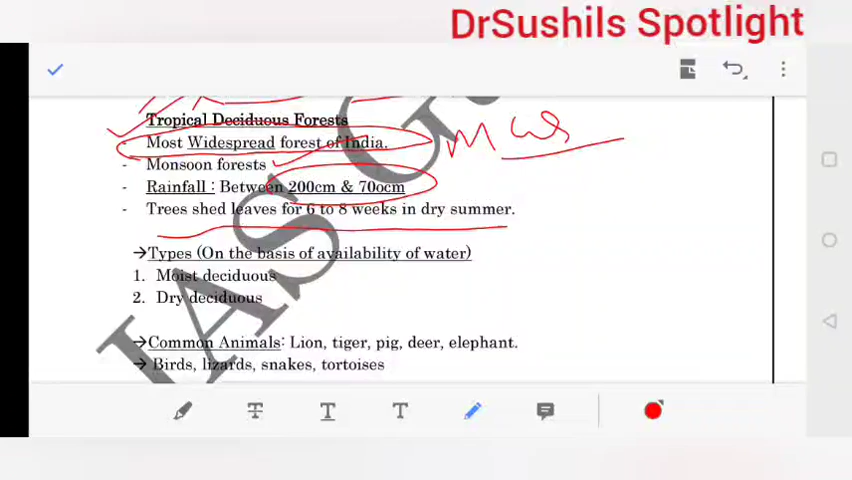 DrSushils Spotlight
Tropical Deciduous Forests
- Most Widespread forest of India.
- Monsoon forests
- Rainfall : Between 200cm & 70ocm
- Trees shed leaves for 6 to 8 weeks in dry summer.
→Types (On the basis of availability of water)
1. Moist deciduous
2. Dry deciduous
→Common Animals: Lion, tiger, pig, deer, elephant.
→ Birds, lizards, snakes, tortoises